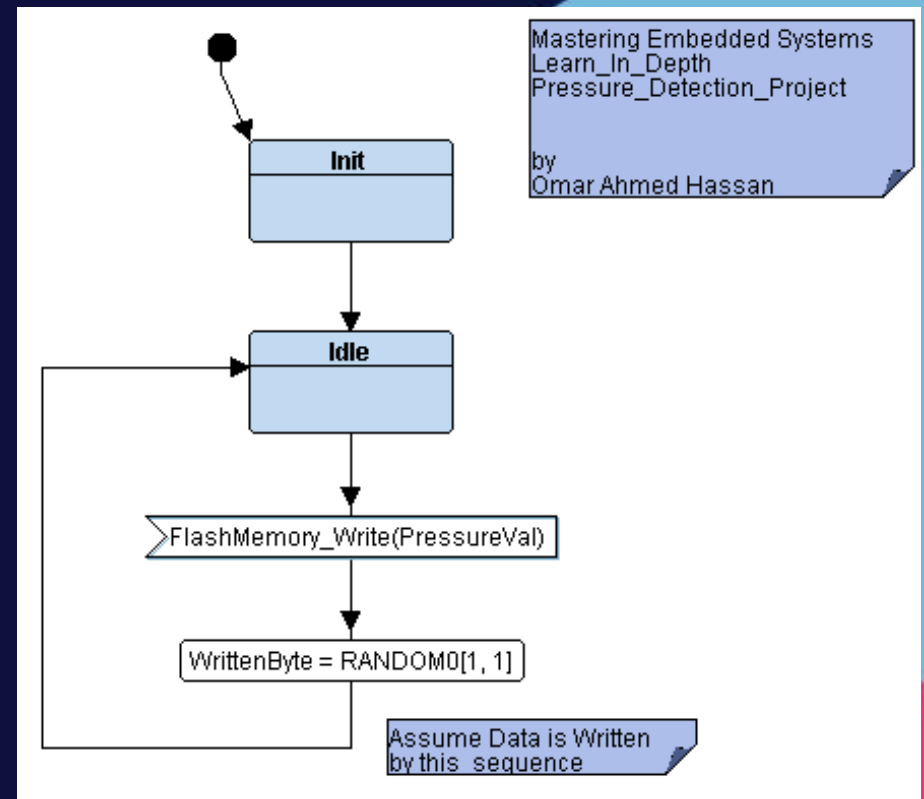 Mastering Embedded Systems
Learn_In_Depth
Pressure_Detection_Project
by
Omar Ahmed Hassan
Init
Idle
FlashMemory_Write(PressureVal)
WrittenByte = RANDOM0[1, 1]
Assume Data is Written
by this sequence